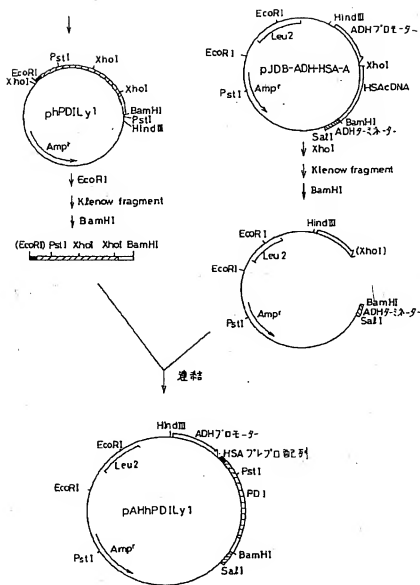 HindⅢ
ADHプロモーター
EcoRI
Leu2
EcoRI
pJDB-ADH-HSA-A
XhoI
HSAcDNA
PstI
Amp^r
BamHI
ADHターミネーター
SalI
PstI
XhoI
EcoRI
XhoI
XhoI
phPDILy1
BamHI
PstI
HindⅢ
Amp^r
EcoRI
Klenow fragment
BamHI
(EcoRI) PstI XhoI XhoI BamHI
XhoI
Klenow fragment
BamHI
HindⅢ
EcoRI
Leu2
(XhoI)
EcoRI
Amp^r
PstI
BamHI
ADHターミネーター
SalI
連結
HindⅢ
ADHプロモーター
EcoRI
HSAプレプロ配列
Leu2
PstI
EcoRI
PDI
pAHhPDILy1
PstI
Amp^r
BamHI
SalI